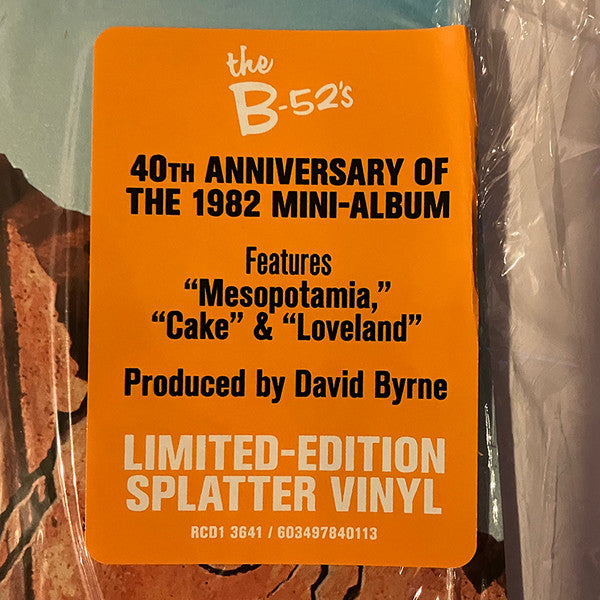 the
B-52's
40TH ANNIVERSARY OF
THE 1982 MINI-ALBUM
Features
“Mesopotamia,”
“Cake” & “Loveland”
Produced by David Byrne
LIMITED-EDITION
SPLATTER VINYL
RCD1 3641 / 603497840113